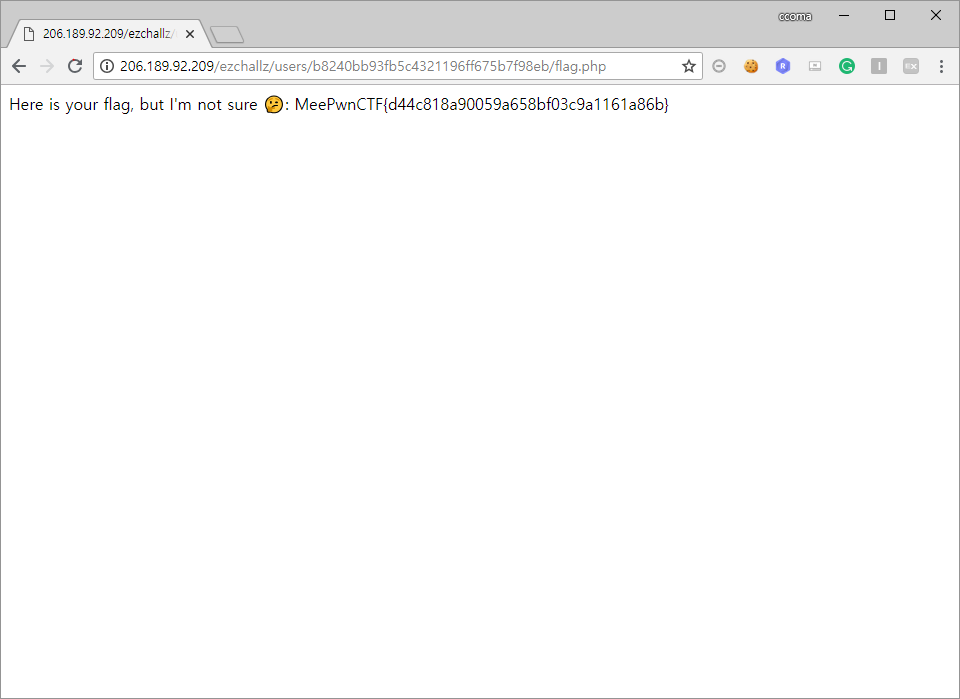 ccoma
206.189.92.209/ezchallz/
206.189.92.209/ezchallz/users/b8240bb93fb5c4321196ff675b7f98eb/flag.php
Here is your flag, but I'm not sure 😕: MeePwnCTF{d44c818a90059a658bf03c9a1161a86b}